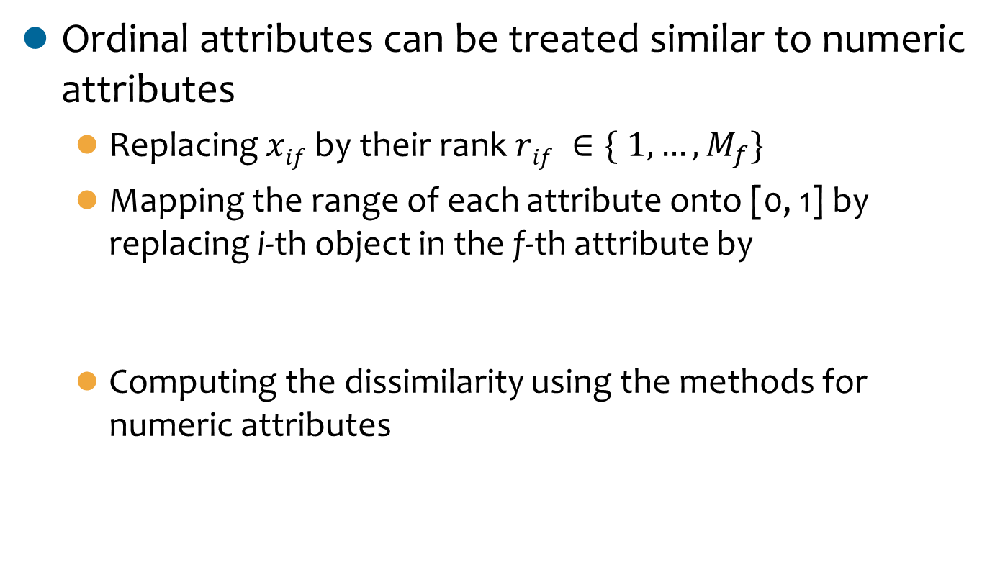 Ordinal attributes can be treated similar to numeric
attributes
Replacing $x_{if}$ by their rank $r_{if}$ ∈ { 1, … , $M_f$}
Mapping the range of each attribute onto [0, 1] by
replacing i-th object in the f-th attribute by
Computing the dissimilarity using the methods for
numeric attributes